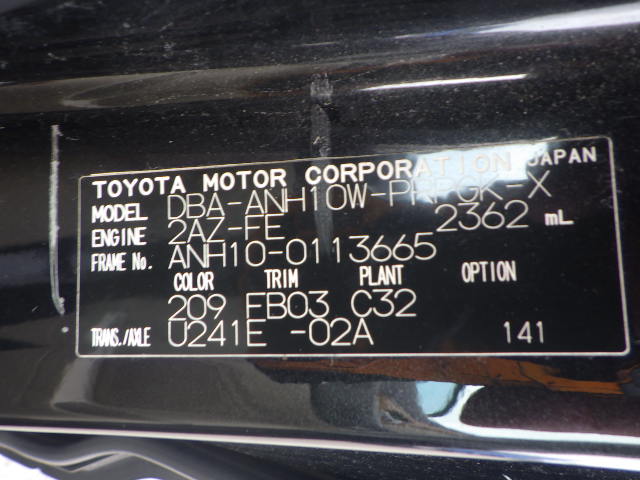 TOYOTA MOTOR CORPORATION JAPAN
MODEL DBA-ANH10W-PFPGK-X
ENGINE 2AZ-FE 2362 mL
FRAME No. ANH10-0113665
COLOR TRIM PLANT OPTION
209 FB03 C32
TRANS./AXLE U241E -02A 141